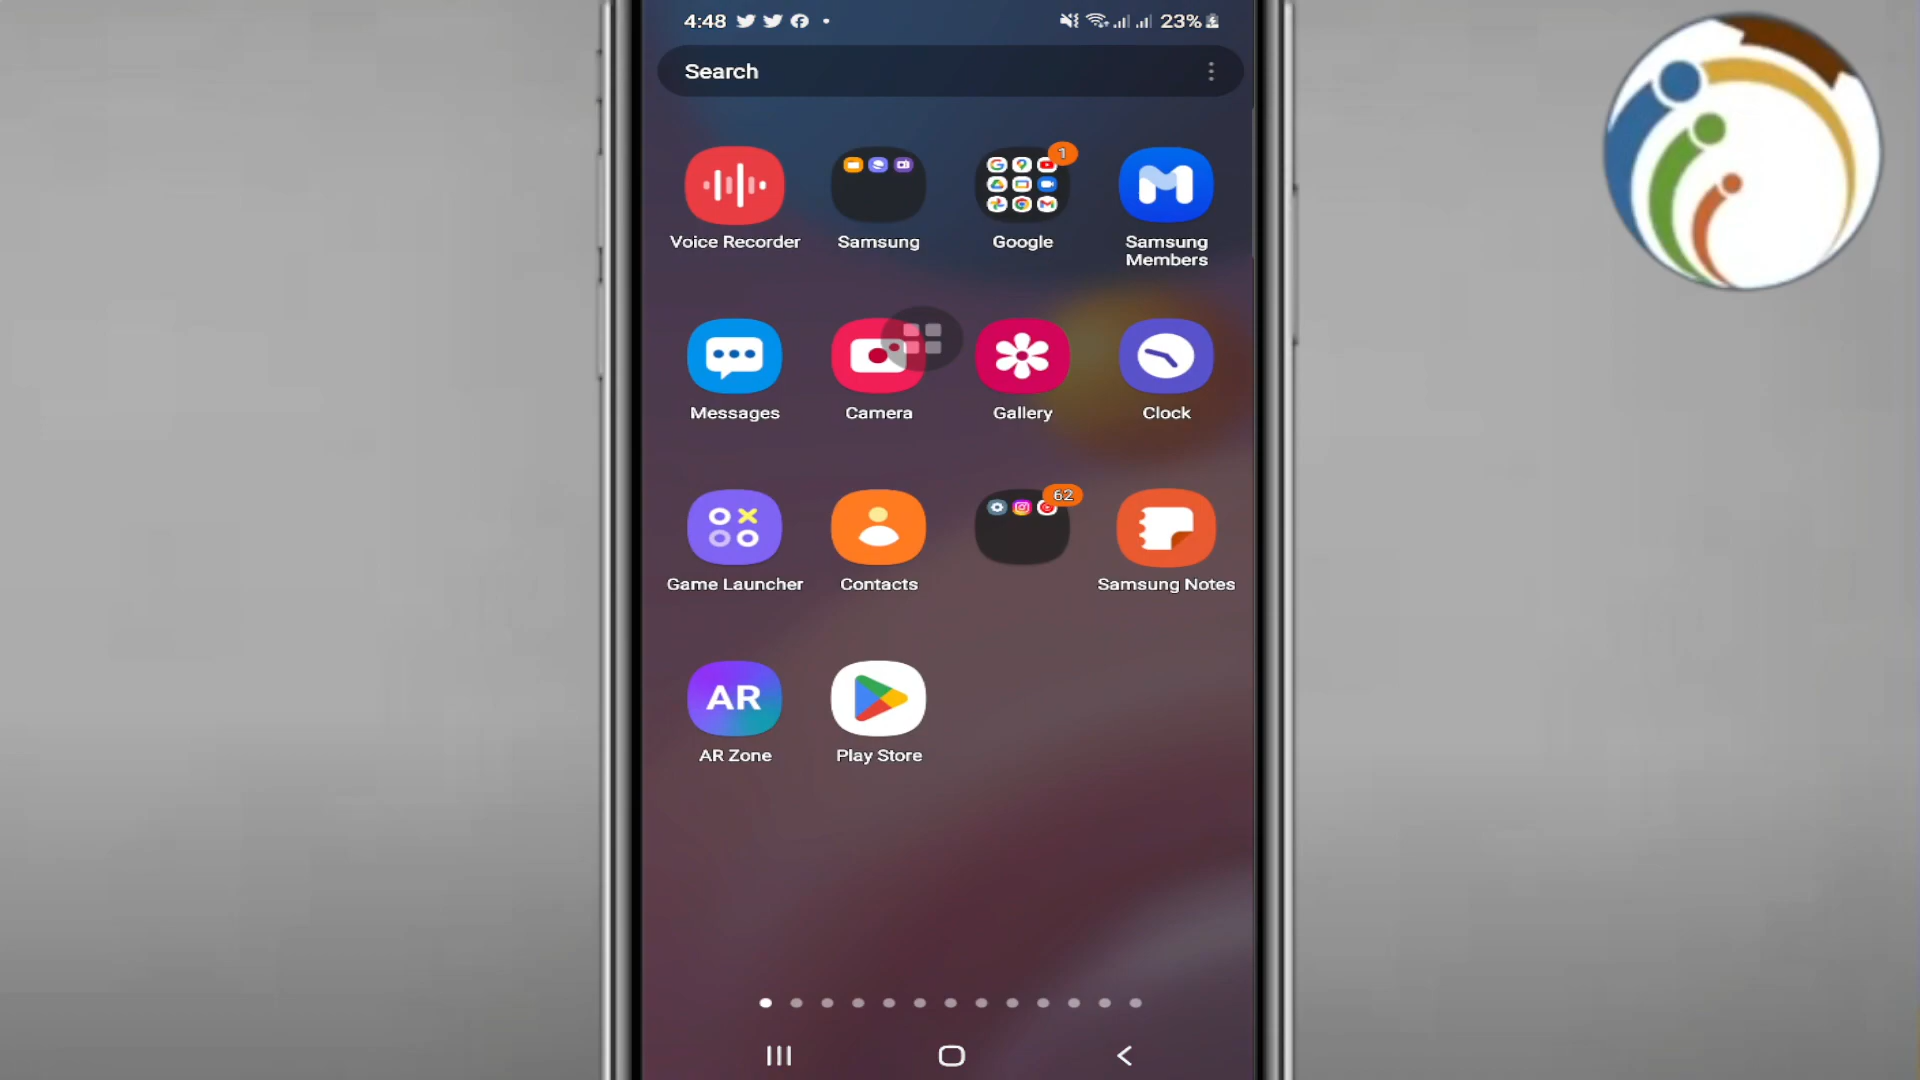 4:48
23%
Search
1
Voice Recorder
Samsung
Google
Samsung
Members
Messages
Camera
Gallery
Clock
62
Game Launcher
Contacts
Samsung Notes
AR
AR Zone
Play Store